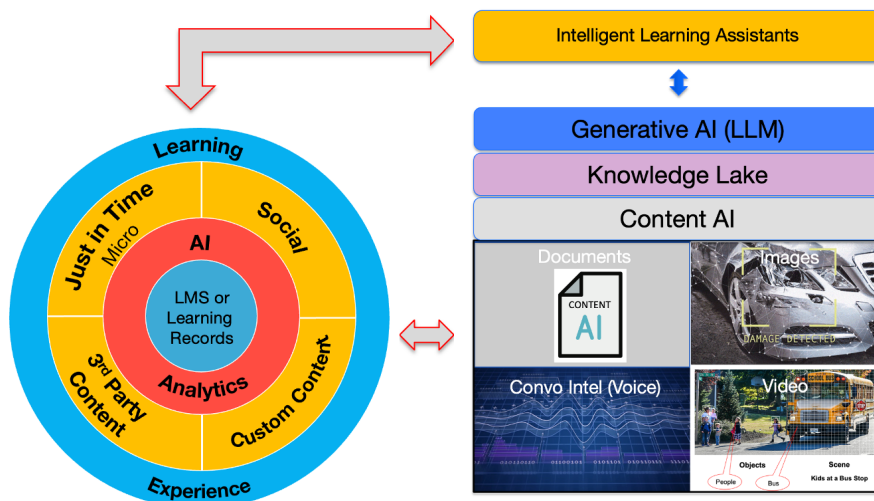 Intelligent Learning Assistants
Generative AI (LLM)
Knowledge Lake
Content AI
Learning
Just in Time
Micro
Social
AI
LMS or
Learning
Records
Analytics
3rd Party
Content
Custom Content
Experience
Documents
CONTENT
AI
Images
DAMAGE DETECTED
Convo Intel (Voice)
Video
STOP
Objects
Scene
People
Bus
Kids at a Bus Stop